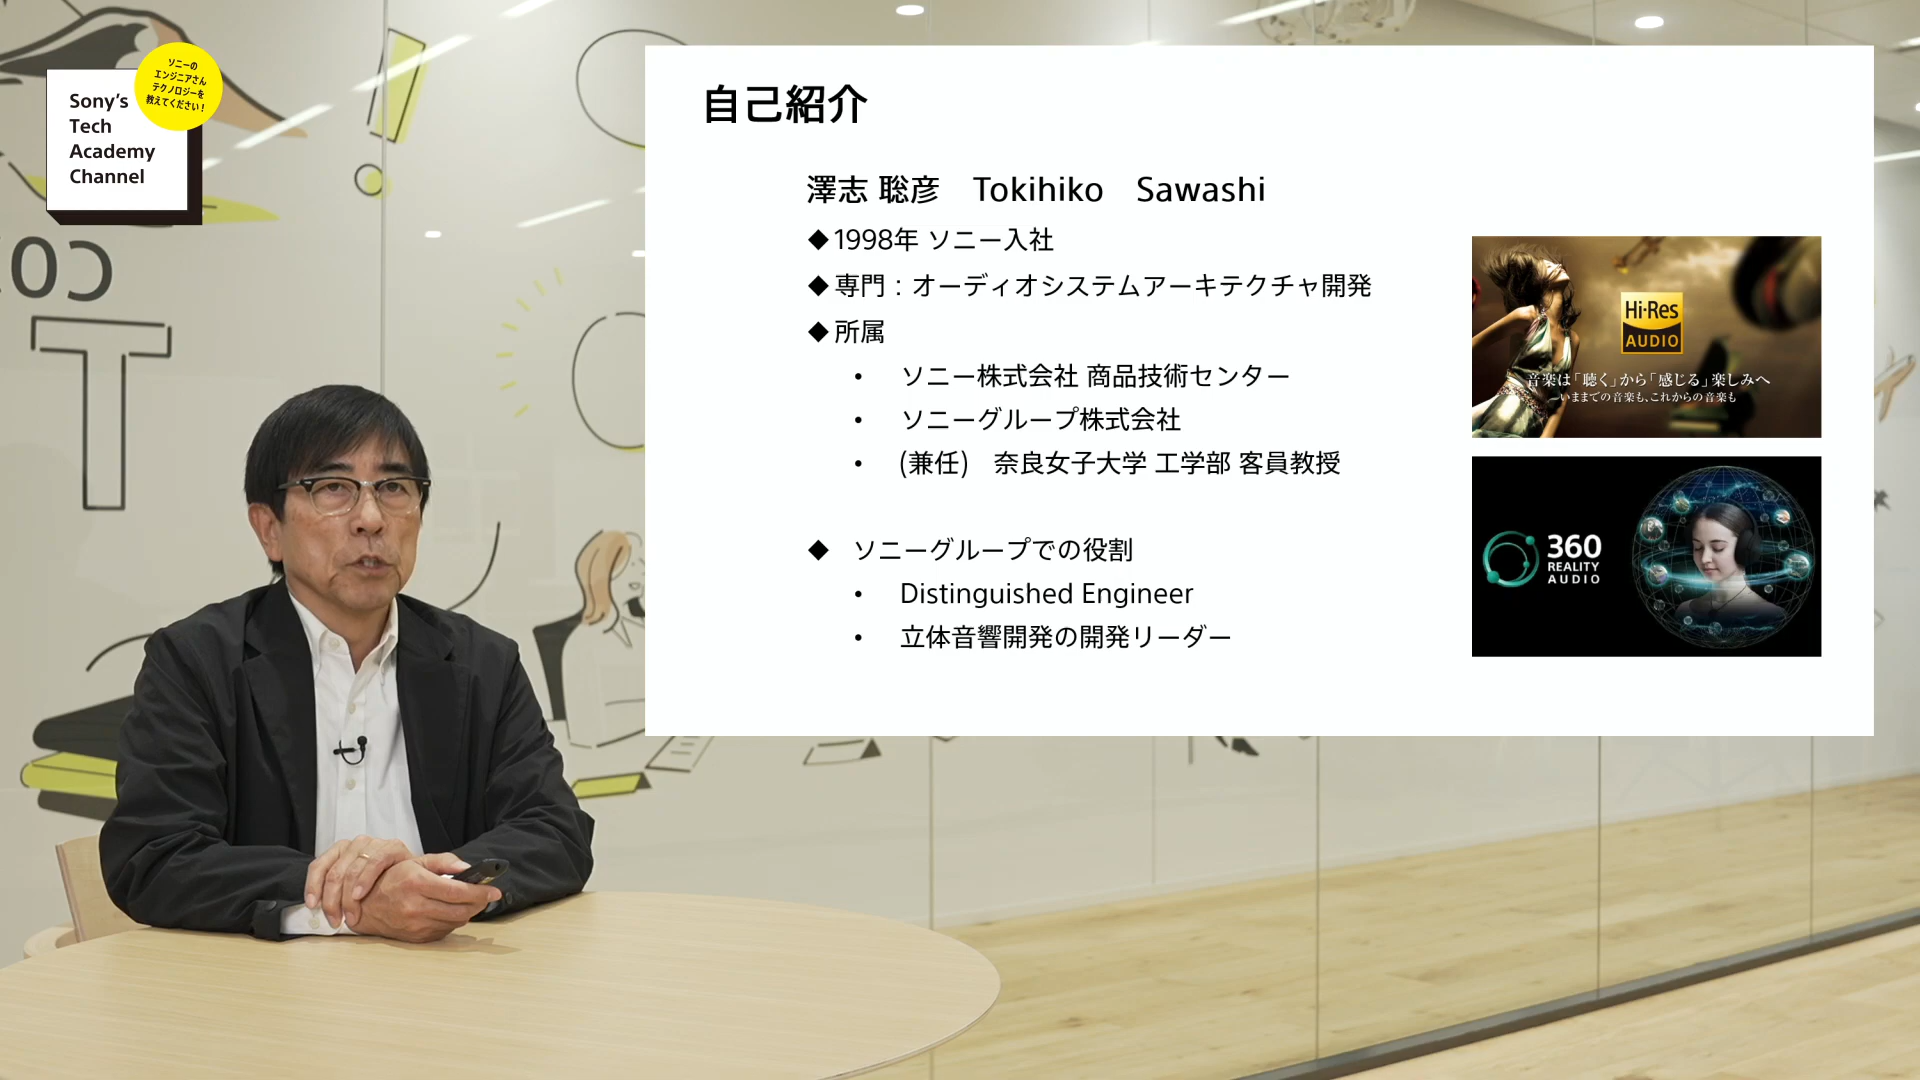 ソニーの
エンジニアさん
テクノロジーを
教えてください!
Sony's
Tech
Academy
Channel
自己紹介
澤志 聡彦 Tokihiko Sawashi
◆1998年 ソニー入社
◆専門:オーディオシステムアーキテクチャ開発
◆所属
• ソニー株式会社 商品技術センター
• ソニーグループ株式会社
• (兼任) 奈良女子大学 工学部 客員教授
◆ ソニーグループでの役割
• Distinguished Engineer
• 立体音響開発の開発リーダー
Hi-Res
AUDIO
音楽は「聴く」から「感じる」楽しみへ
いままでの音楽も、これからの音楽も
360
REALITY
AUDIO